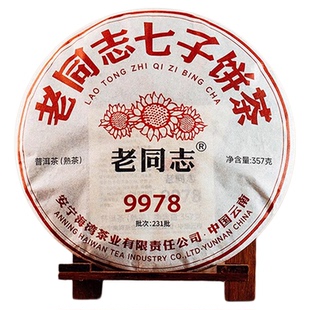 老同志七子饼茶
LAO TONG ZHI QI ZI BING CHA
普洱茶（熟茶）
老同志®
净含量:357克
9978
批次:231批
安宁海湾茶业有限责任公司·中国云南
ANNING HAIWAN TEA INDUSTRY CO.,LTD·YUNNAN CHINA